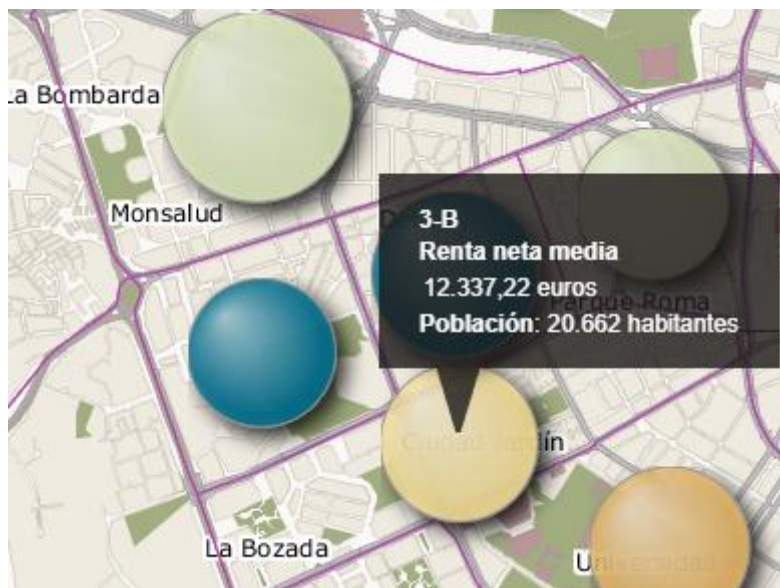 La Bombarda
Monsalud
3-B
Renta neta media
12.337,22 euros
Parque Roma
Población: 20.662 habitantes
Ciudad Jardín
La Bozada
Universidad